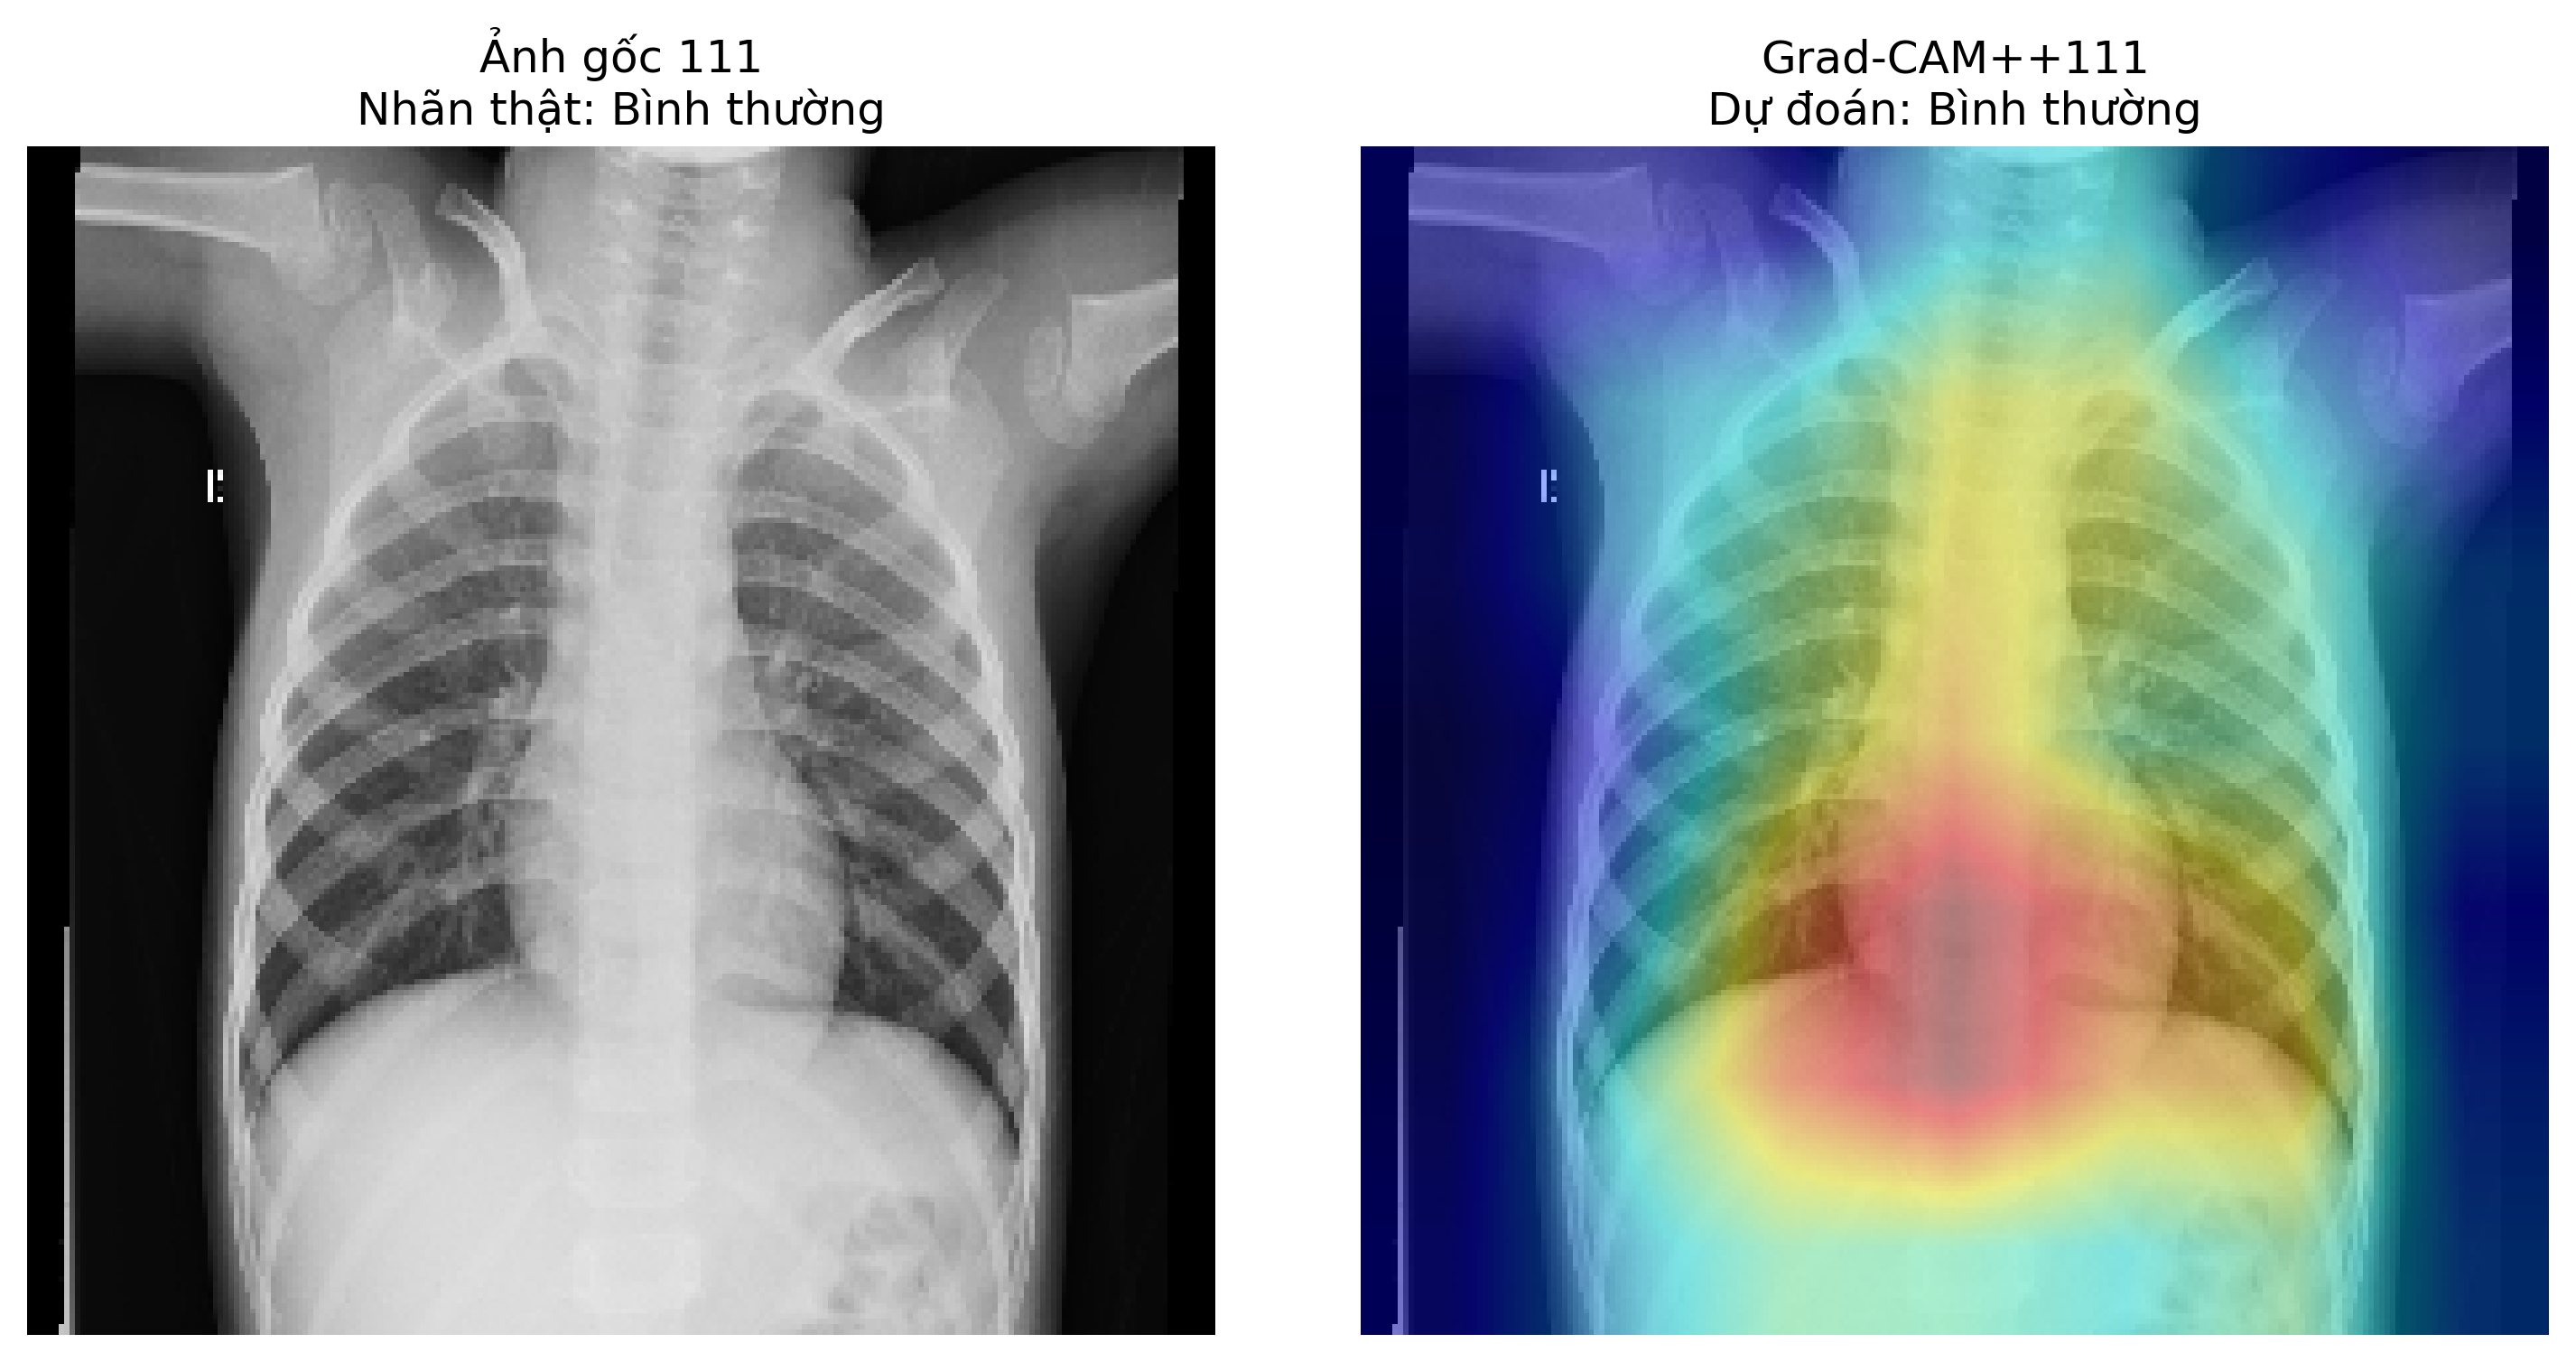 Ảnh gốc 111
Nhãn thật: Bình thường
Grad-CAM++111
Dự đoán: Bình thường